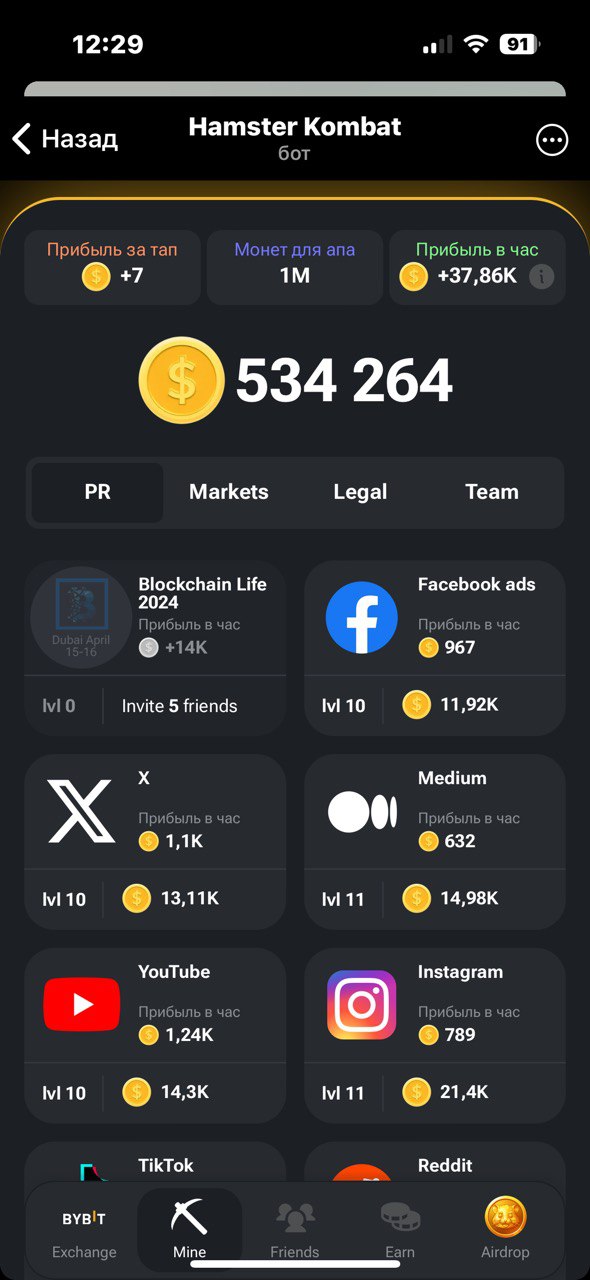 12:29
91
Назад
Hamster Kombat
бот
Прибыль за тап
+7
Монет для апа
1M
Прибыль в час
+37,86K
534 264
PR
Markets
Legal
Team
Blockchain Life
2024
Прибыль в час
+14K
Dubai April
15-16
lvl 0
Invite 5 friends
Facebook ads
Прибыль в час
967
lvl 10
11,92K
X
Прибыль в час
1,1K
lvl 10
13,11K
Medium
Прибыль в час
632
lvl 11
14,98K
YouTube
Прибыль в час
1,24K
lvl 10
14,3K
Instagram
Прибыль в час
789
lvl 11
21,4K
TikTok
Reddit
BYBIT
Exchange
Mine
Friends
Earn
Airdrop